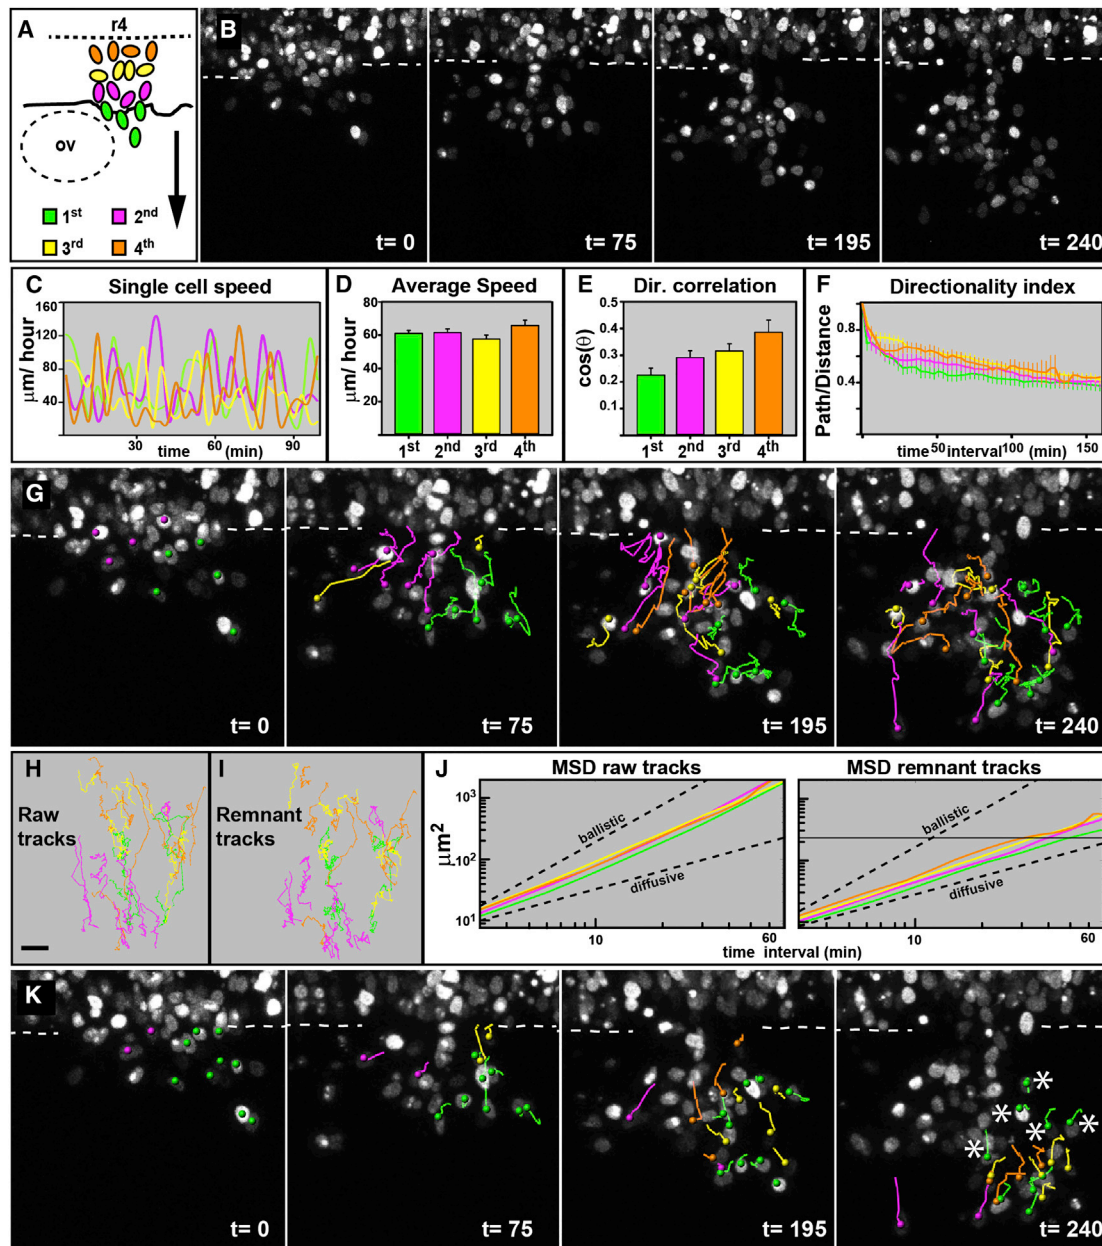 A
r4
ov
1st
2nd
3rd
4th
B
t= 0
t= 75
t= 195
t= 240
C
Single cell speed
µm/ hour
160
120
80
40
30
60
90
time
(min)
D
Average Speed
µm/ hour
80
60
40
20
1st
2nd
3rd
4th
E
Dir. correlation
cos(θ)
0.5
0.4
0.3
0.2
0.1
1st
2nd
3rd
4th
F
Directionality index
Path/Distance
0.8
0.4
50
100
150
time interval (min)
G
t= 0
t= 75
t= 195
t= 240
H
Raw
tracks
I
Remnant
tracks
J
MSD raw tracks
MSD remnant tracks
µm2
103
102
101
ballistic
diffusive
ballistic
diffusive
10
60
10
60
time interval (min)
K
t= 0
t= 75
t= 195
t= 240
* * * * *